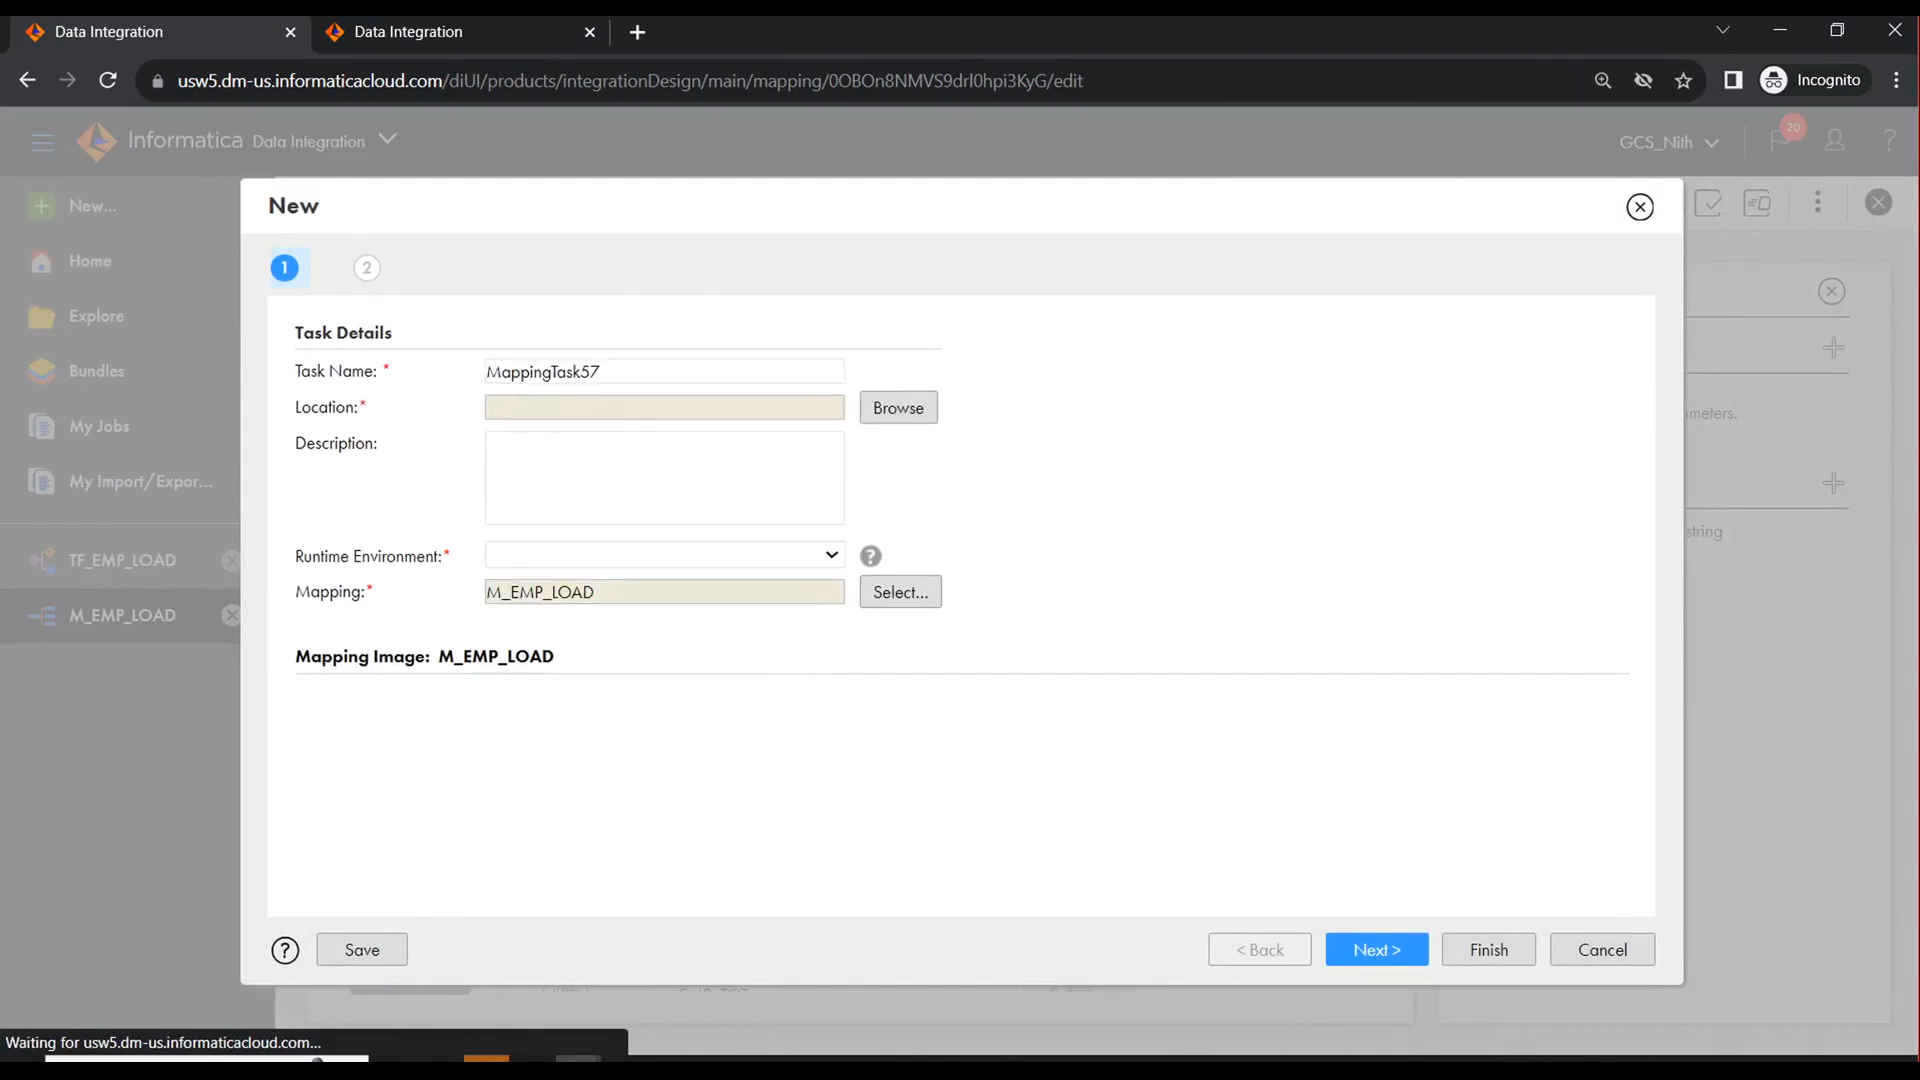 Data Integration
Data Integration
usw5.dm-us.informaticacloud.com/diUI/products/integrationDesign/main/mapping/0OBOn8NMVS9drl0hpi3KyG/edit
Incognito
Informatica Data Integration
GCS_Nith
20
?
New...
Home
Explore
Bundles
My Jobs
My Import/Expor...
TF_EMP_LOAD
M_EMP_LOAD
New
1
2
Task Details
Task Name: *
MappingTask57
Location:*
Browse
Description:
Runtime Environment:*
?
Mapping:*
M_EMP_LOAD
Select...
Mapping Image: M_EMP_LOAD
ameters.
string
?
Save
< Back
Next >
Finish
Cancel
Waiting for usw5.dm-us.informaticacloud.com...